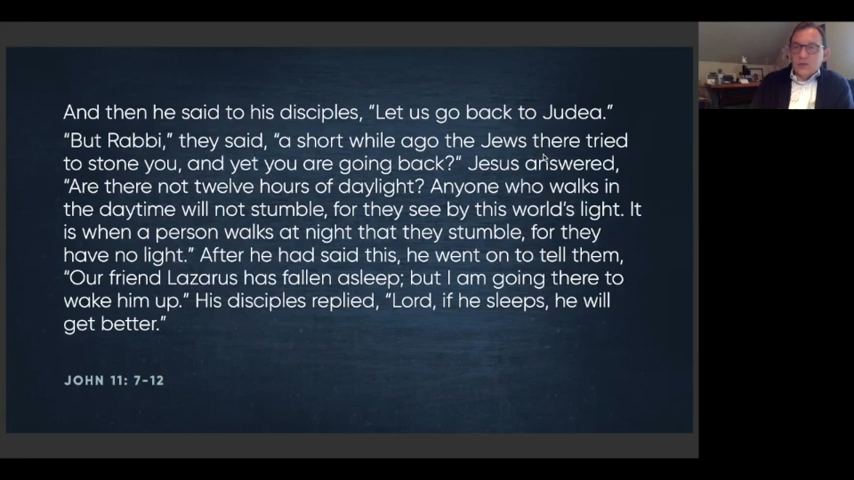 And then he said to his disciples, “Let us go back to Judea.”
“But Rabbi,” they said, “a short while ago the Jews there tried
to stone you, and yet you are going back?” Jesus answered,
“Are there not twelve hours of daylight? Anyone who walks in
the daytime will not stumble, for they see by this world’s light. It
is when a person walks at night that they stumble, for they
have no light.” After he had said this, he went on to tell them,
“Our friend Lazarus has fallen asleep; but I am going there to
wake him up.” His disciples replied, “Lord, if he sleeps, he will
get better.”
JOHN 11: 7-12